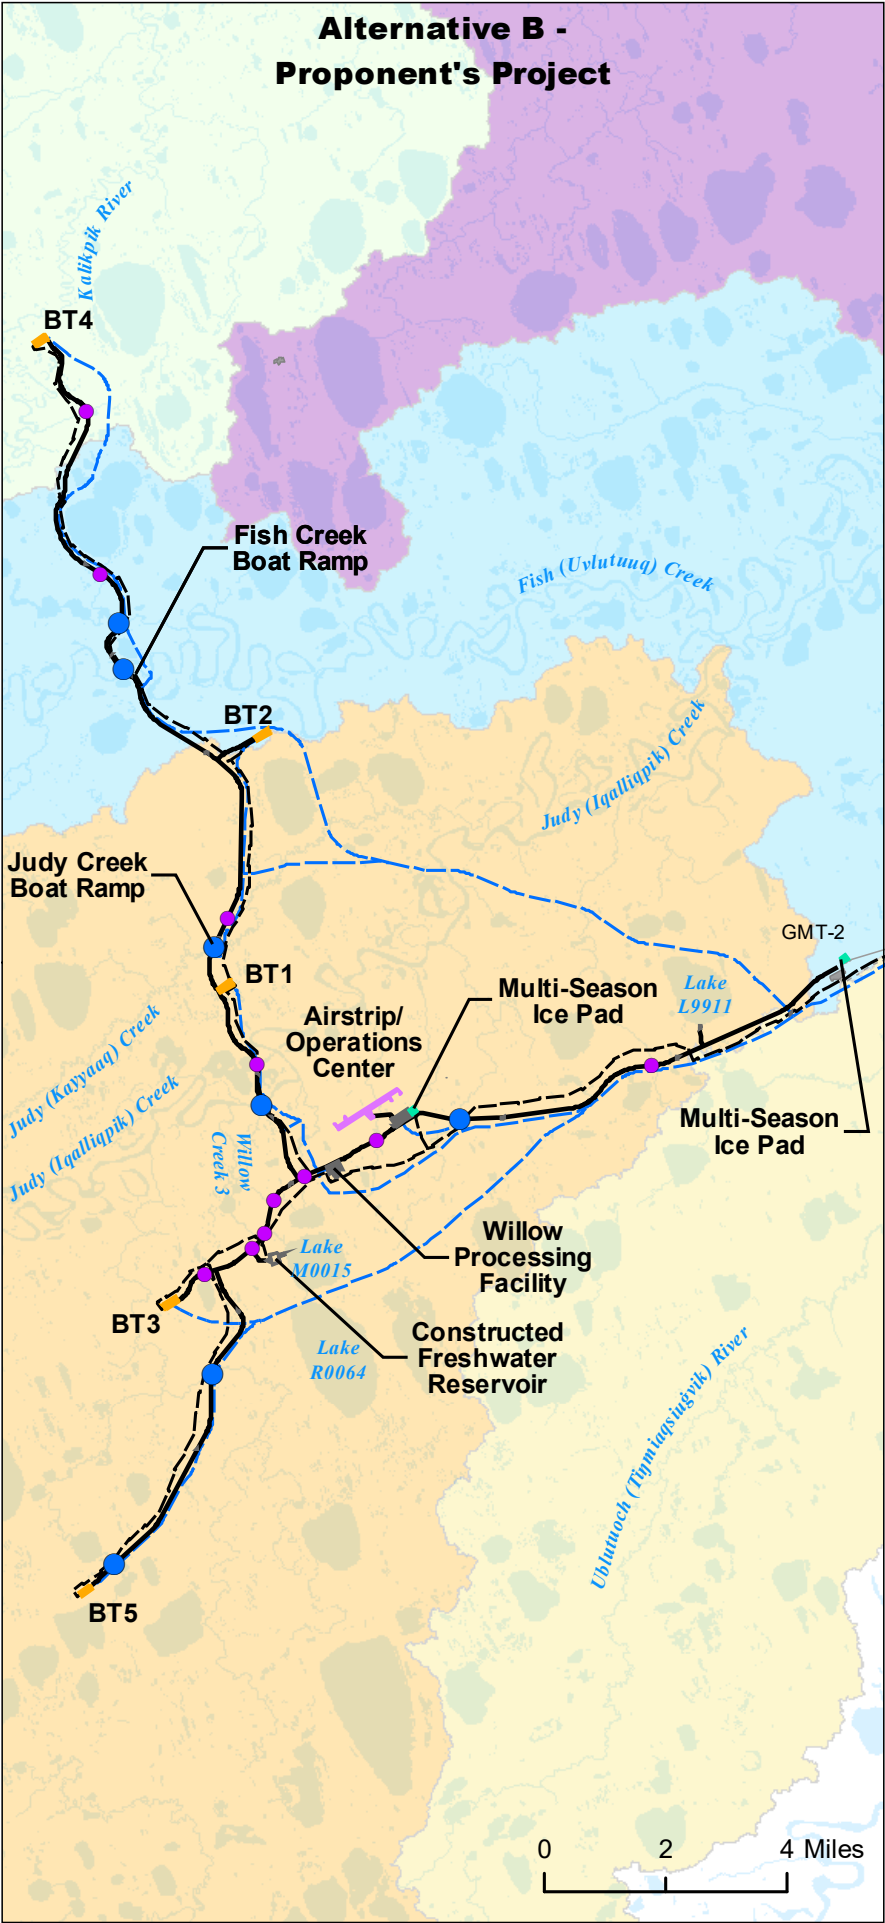 Alternative B -
Proponent's Project
Kalikpik River
BT4
Fish Creek
Boat Ramp
Fish (Uvlutuuq) Creek
BT2
Judy (Iqalliqpik) Creek
Judy Creek
Boat Ramp
GMT-2
BT1
Multi-Season
Ice Pad
Lake
L9911
Airstrip/
Operations
Center
Judy (Kayyaaq) Creek
Judy (Iqalliqpik) Creek
Multi-Season
Ice Pad
Willow
Creek 3
Willow
Processing
Facility
Lake
M0015
BT3
Constructed
Freshwater
Reservoir
Lake
R0064
Ublutuoch (Tiŋmiaqsiuġvik) River
BT5
0 2 4 Miles